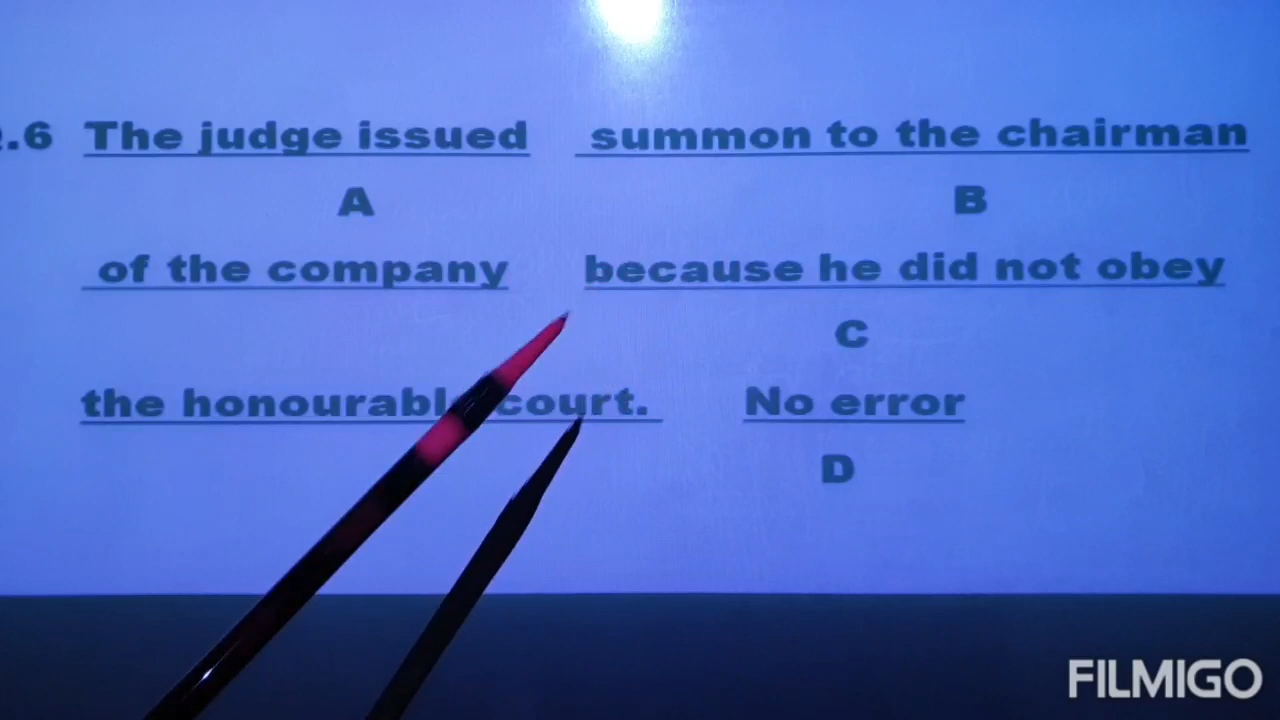 .6 The judge issued summon to the chairman
A B
of the company because he did not obey
C
the honourable court. No error
D
FILMIGO